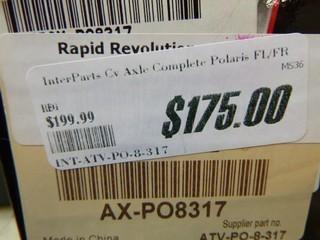 PO8317
Rapid Revolution
InterParts Cv Axle Complete Polaris FL/FR
MS36
REG
$199.99
$175.00
INT-ATV-PO-8-317
AX-PO8317
Supplier part no.
Made in China
ATV-PO-8-317